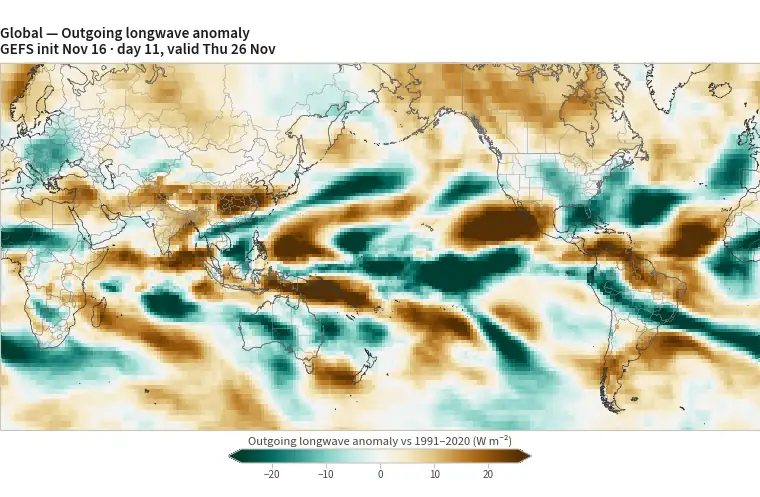 Global — Outgoing longwave anomaly
GEFS init Nov 16 · day 11, valid Thu 26 Nov
Outgoing longwave anomaly vs 1991–2020 (W m⁻²)
−20 −10 0 10 20